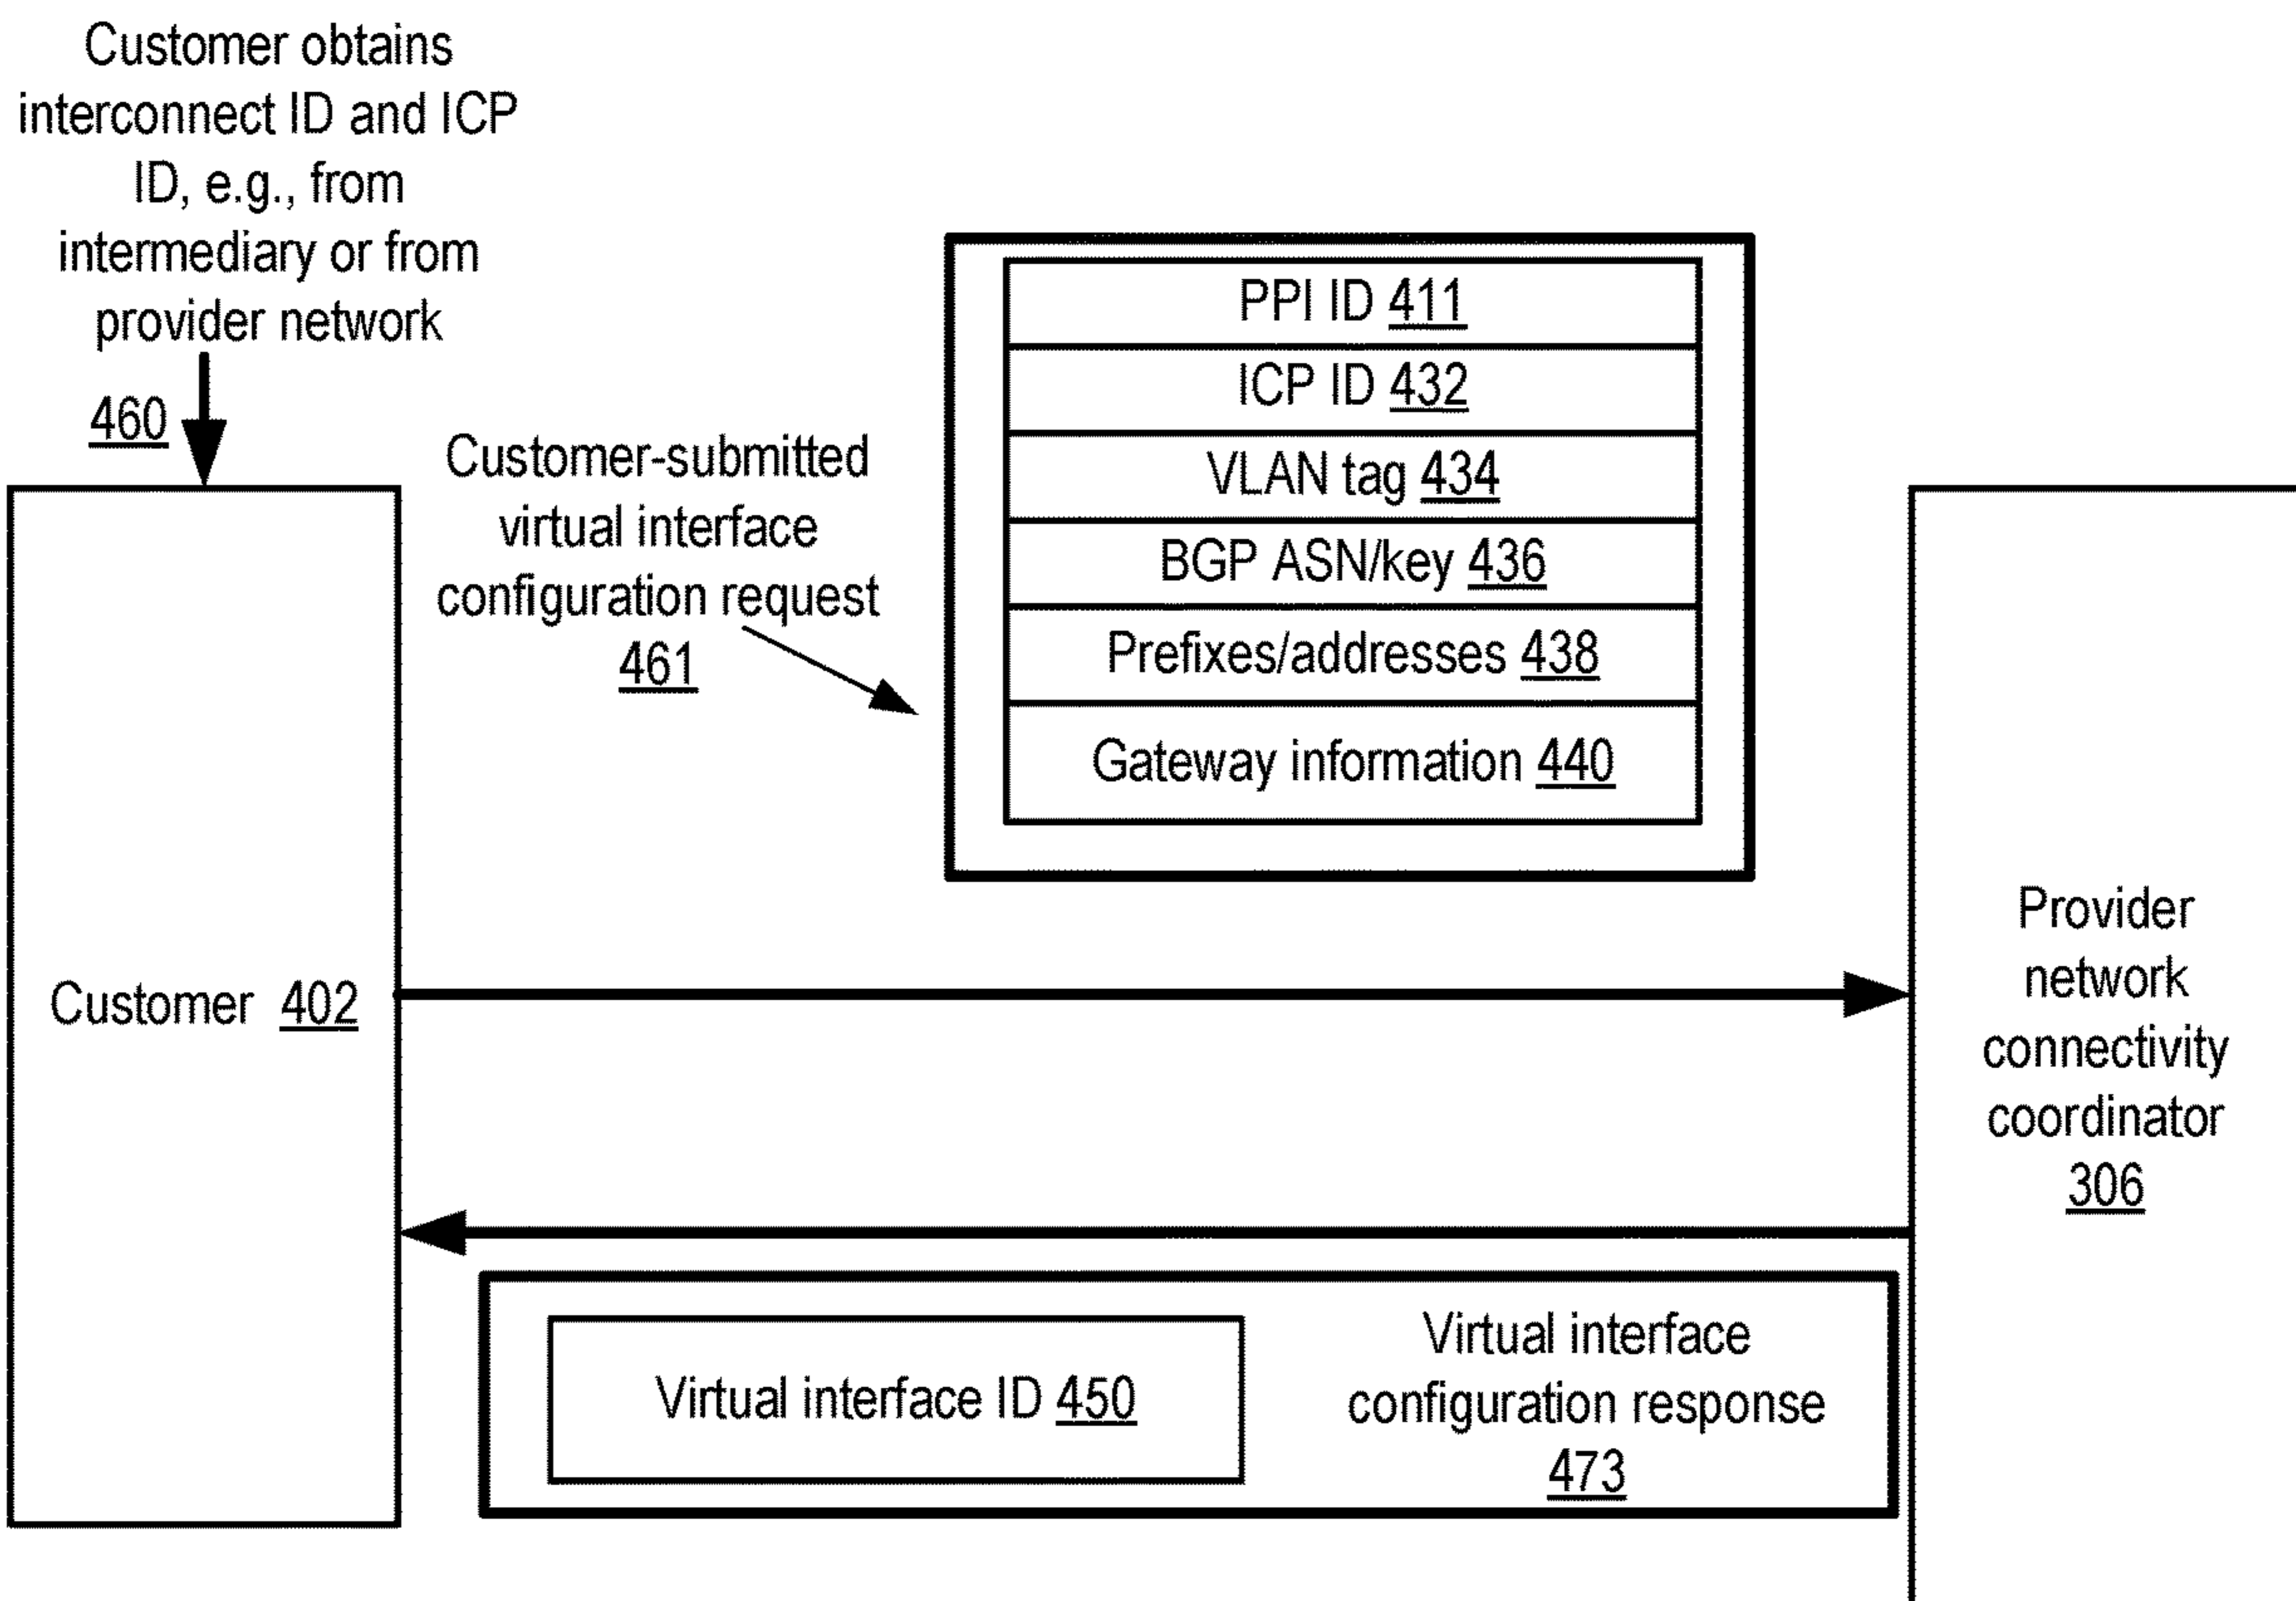 Customer obtains
interconnect ID and ICP
ID, e.g., from
intermediary or from
provider network
460
Customer-submitted
virtual interface
configuration request
461
PPI ID 411
ICP ID 432
VLAN tag 434
BGP ASN/key 436
Prefixes/addresses 438
Gateway information 440
Customer 402
Provider
network
connectivity
coordinator
306
Virtual interface ID 450
Virtual interface
configuration response
473